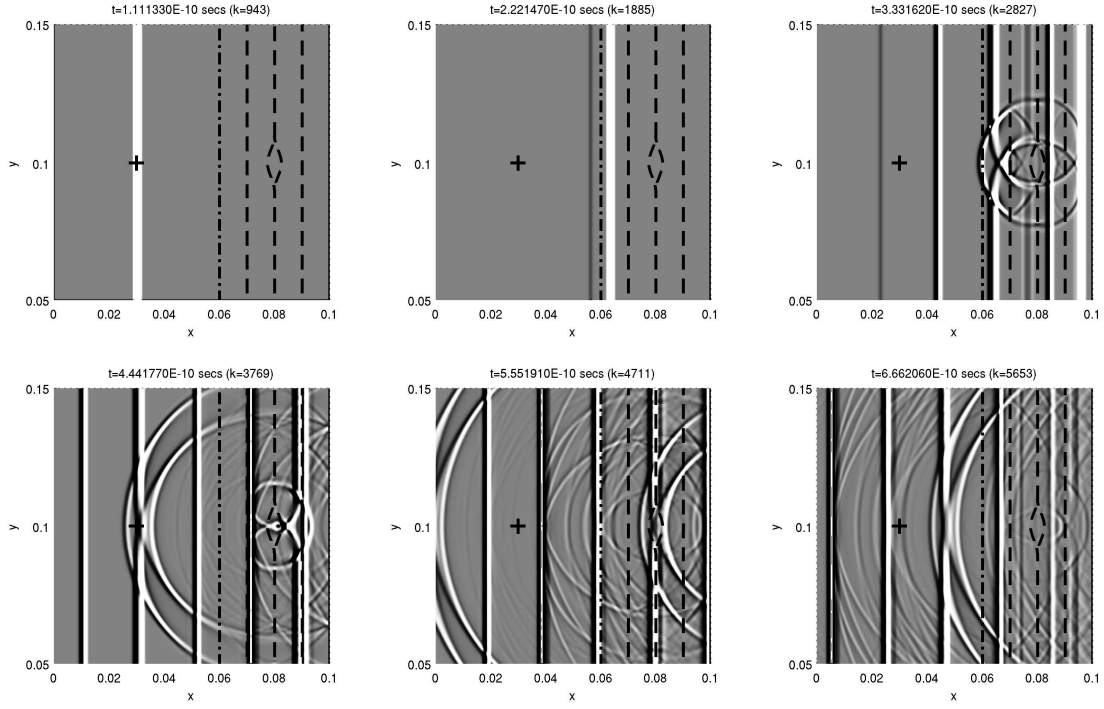 t=1.111330E-10 secs (k=943)
t=2.221470E-10 secs (k=1885)
t=3.331620E-10 secs (k=2827)
0.15
0.15
0.15
y
0.1
y
0.1
y
0.1
0.05
0.05
0.05
0 0.02 0.04 0.06 0.08 0.1
0 0.02 0.04 0.06 0.08 0.1
0 0.02 0.04 0.06 0.08 0.1
x
x
x
t=4.441770E-10 secs (k=3769)
t=5.551910E-10 secs (k=4711)
t=6.662060E-10 secs (k=5653)
0.15
0.15
0.15
y
0.1
y
0.1
y
0.1
0.05
0.05
0.05
0 0.02 0.04 0.06 0.08 0.1
0 0.02 0.04 0.06 0.08 0.1
0 0.02 0.04 0.06 0.08 0.1
x
x
x